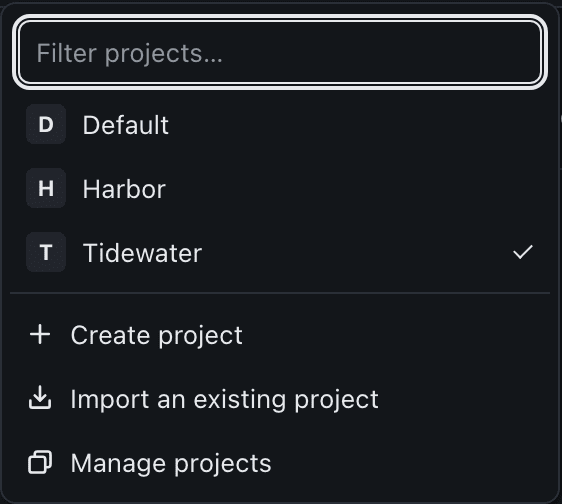 Filter projects...
D Default
H Harbor
T Tidewater
Create project
Import an existing project
Manage projects